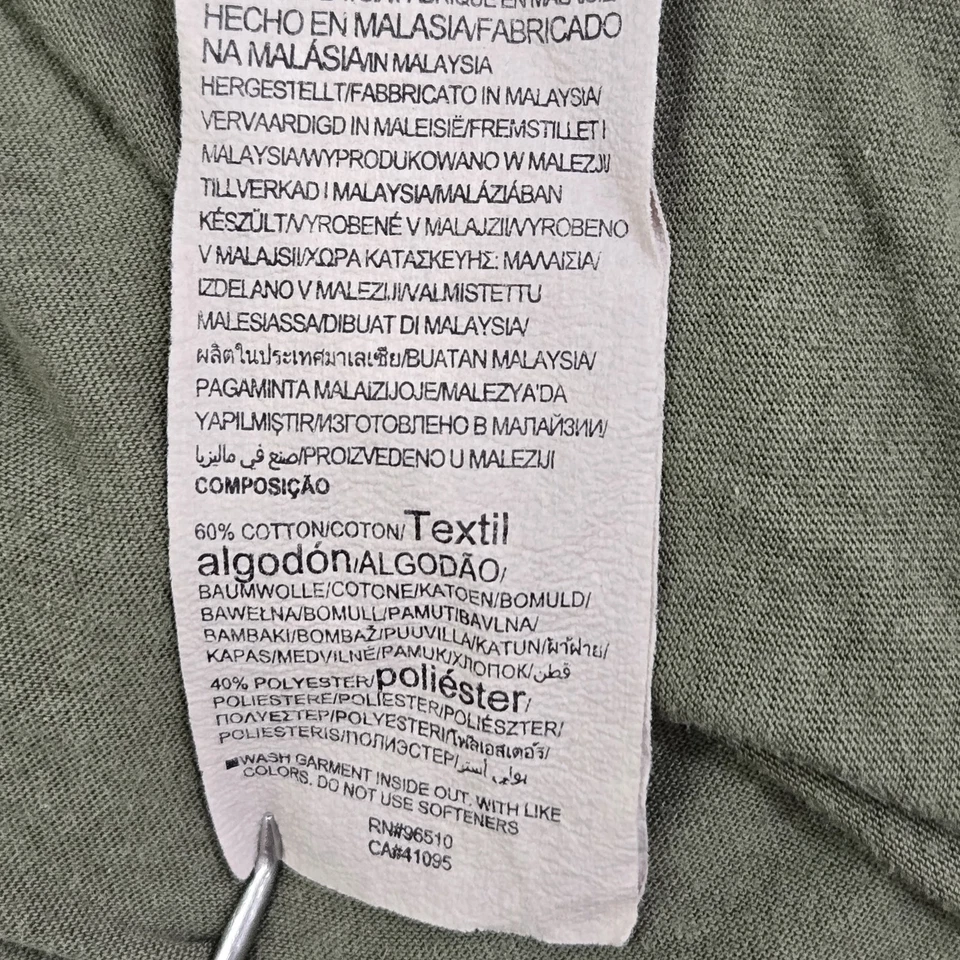 FABRIQUÉ EN MALAISIE/
HECHO EN MALASIA/FABRICADO
NA MALÁSIA/IN MALAYSIA
HERGESTELLT/FABBRICATO IN MALAYSIA/
VERVAARDIGD IN MALEISIË/FREMSTILLET I
MALAYSIA/WYPRODUKOWANO W MALEZJI/
TILLVERKAD I MALAYSIA/MALÁZIÁBAN
KÉSZÜLT/VYROBENÉ V MALAJZII/VYROBENO
V MALAJSII/ΧΩΡΑ ΚΑΤΑΣΚΕΥΗΣ: ΜΑΛΑΙΣΙΑ/
IZDELANO V MALEZIJI/VALMISTETTU
MALESIASSA/DIBUAT DI MALAYSIA/
ผลิตในประเทศมาเลเซีย/BUATAN MALAYSIA/
PAGAMINTA MALAIZIJOJE/MALEZYA'DA
YAPILMIŞTIR/ИЗГОТОВЛЕНО В МАЛАЙЗИИ/
صنع في ماليزيا/PROIZVEDENO U MALEZIJI
COMPOSIÇÃO
60% COTTON/COTON/Textil
algodón/ALGODÃO/
BAUMWOLLE/COTONE/KATOEN/BOMULD/
BAWEŁNA/BOMULL/PAMUT/BAVLNA/
BAMBAKI/BOMBAŽ/PUUVILLA/KATUN/ผ้าฝ้าย/
KAPAS/MEDVILNĖ/PAMUK/ХЛОПОК/قطن
40% POLYESTER/poliéster/
POLIESTERE/POLIESTER/POLIÉSZTER/
ΠΟΛΥΕΣΤΕΡ/POLYESTERI/โพลีเอสเตอร์/
POLIESTERIS/ПОЛИЭСТЕР/بولي أستر
■WASH GARMENT INSIDE OUT, WITH LIKE
COLORS. DO NOT USE SOFTENERS
RN#96510
CA#41095